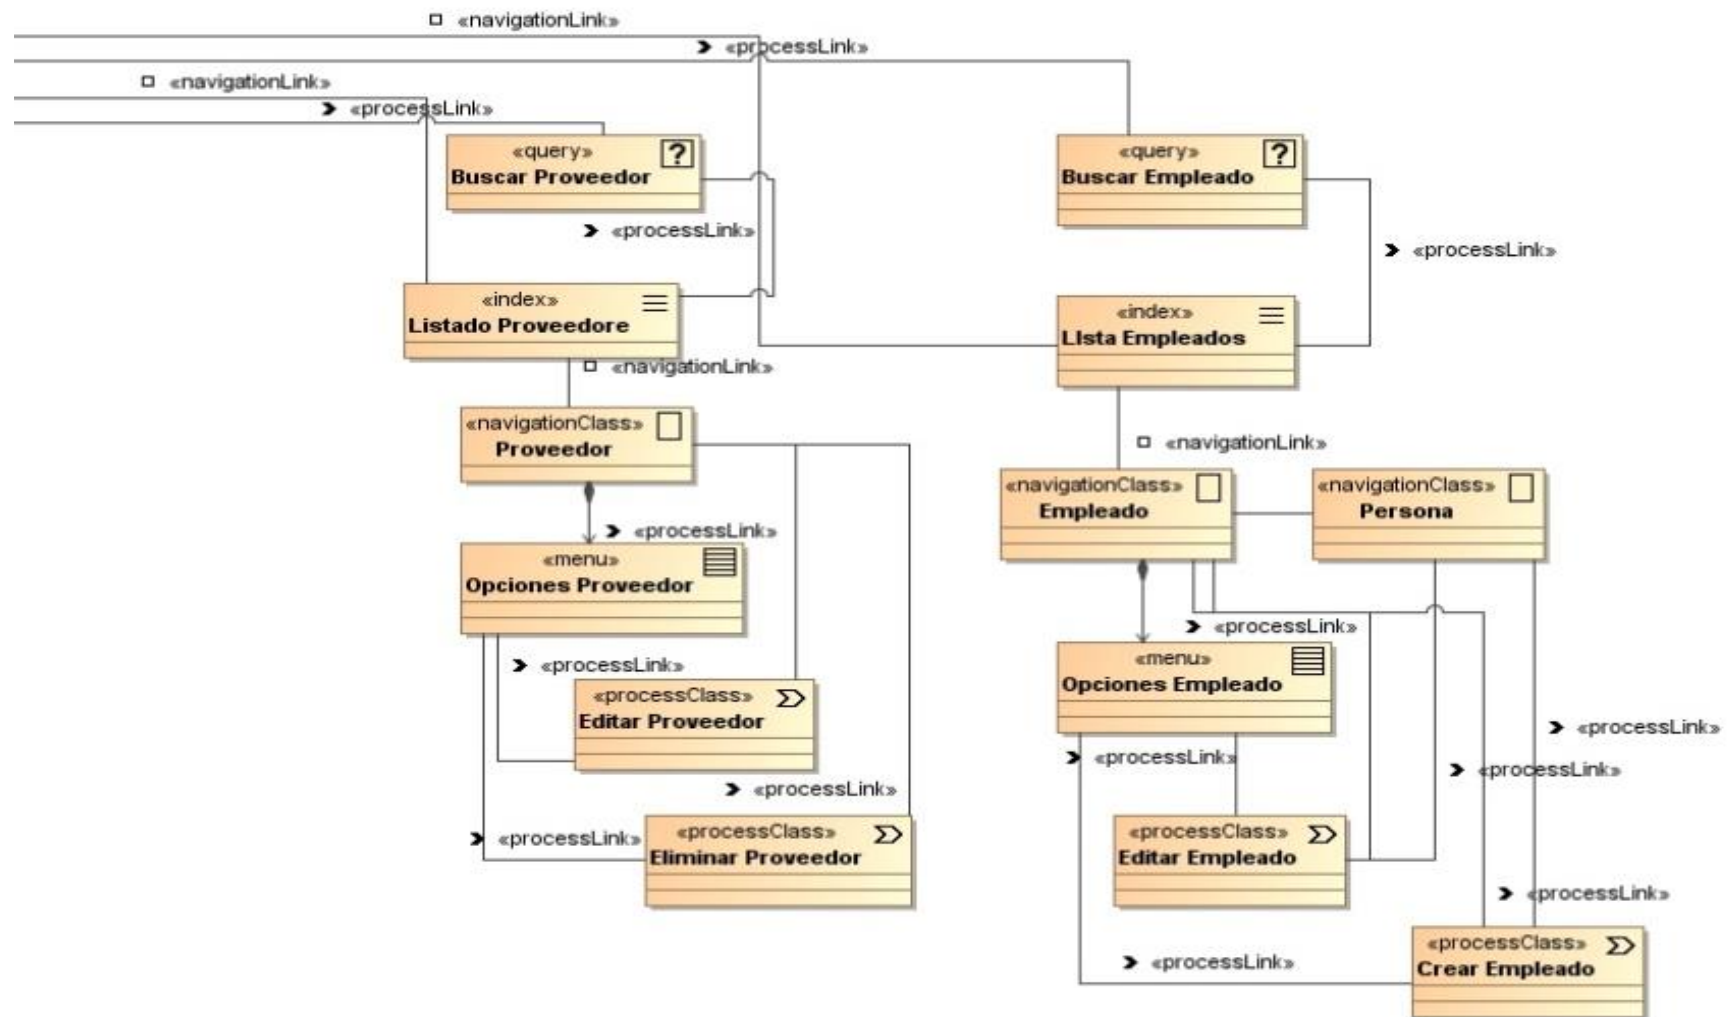 «navigationLink»
«processLink»
«navigationLink»
«processLink»
«query»
Buscar Proveedor
?
«query»
Buscar Empleado
?
«processLink»
«processLink»
«index»
Listado Proveedore
«index»
LIsta Empleados
«navigationLink»
«navigationClass»
Proveedor
«navigationLink»
«navigationClass»
Empleado
«navigationClass»
Persona
«processLink»
«menu»
Opciones Proveedor
«processLink»
«menu»
Opciones Empleado
«processLink»
«processClass»
Editar Proveedor
«processLink»
«processLink»
«processLink»
«processLink»
«processLink»
«processClass»
Eliminar Proveedor
«processClass»
Editar Empleado
«processLink»
«processClass»
Crear Empleado
«processLink»